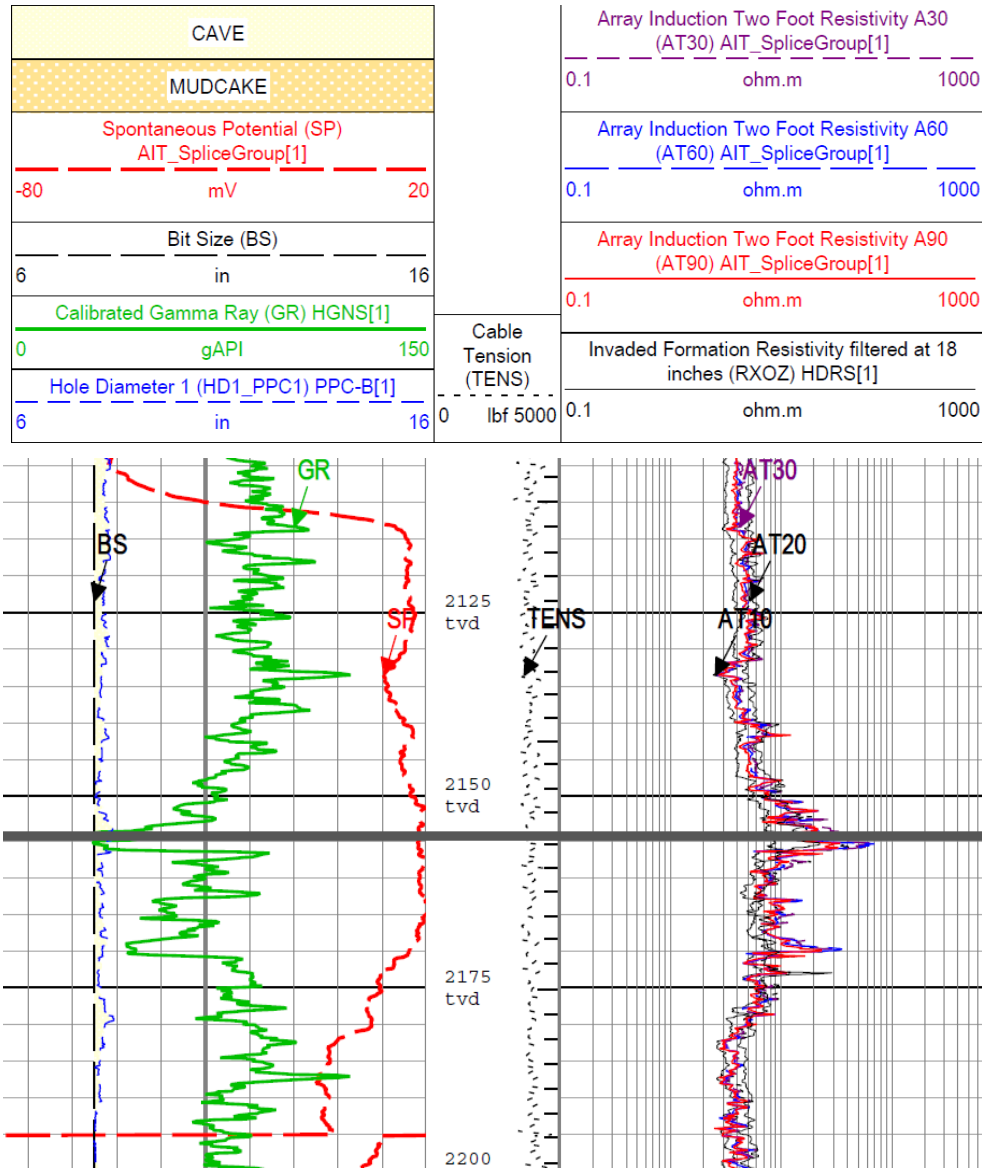 CAVE
MUDCAKE
Spontaneous Potential (SP)
AIT_SpliceGroup[1]
-80 mV 20
Bit Size (BS)
6 in 16
Calibrated Gamma Ray (GR) HGNS[1]
0 gAPI 150
Hole Diameter 1 (HD1_PPC1) PPC-B[1]
6 in 16
Cable
Tension
(TENS)
0 lbf 5000
Array Induction Two Foot Resistivity A30
(AT30) AIT_SpliceGroup[1]
0.1 ohm.m 1000
Array Induction Two Foot Resistivity A60
(AT60) AIT_SpliceGroup[1]
0.1 ohm.m 1000
Array Induction Two Foot Resistivity A90
(AT90) AIT_SpliceGroup[1]
0.1 ohm.m 1000
Invaded Formation Resistivity filtered at 18
inches (RXOZ) HDRS[1]
0.1 ohm.m 1000
GR
AT30
BS
AT20
2125
tvd
SP
TENS
AT10
2150
tvd
2175
tvd
2200